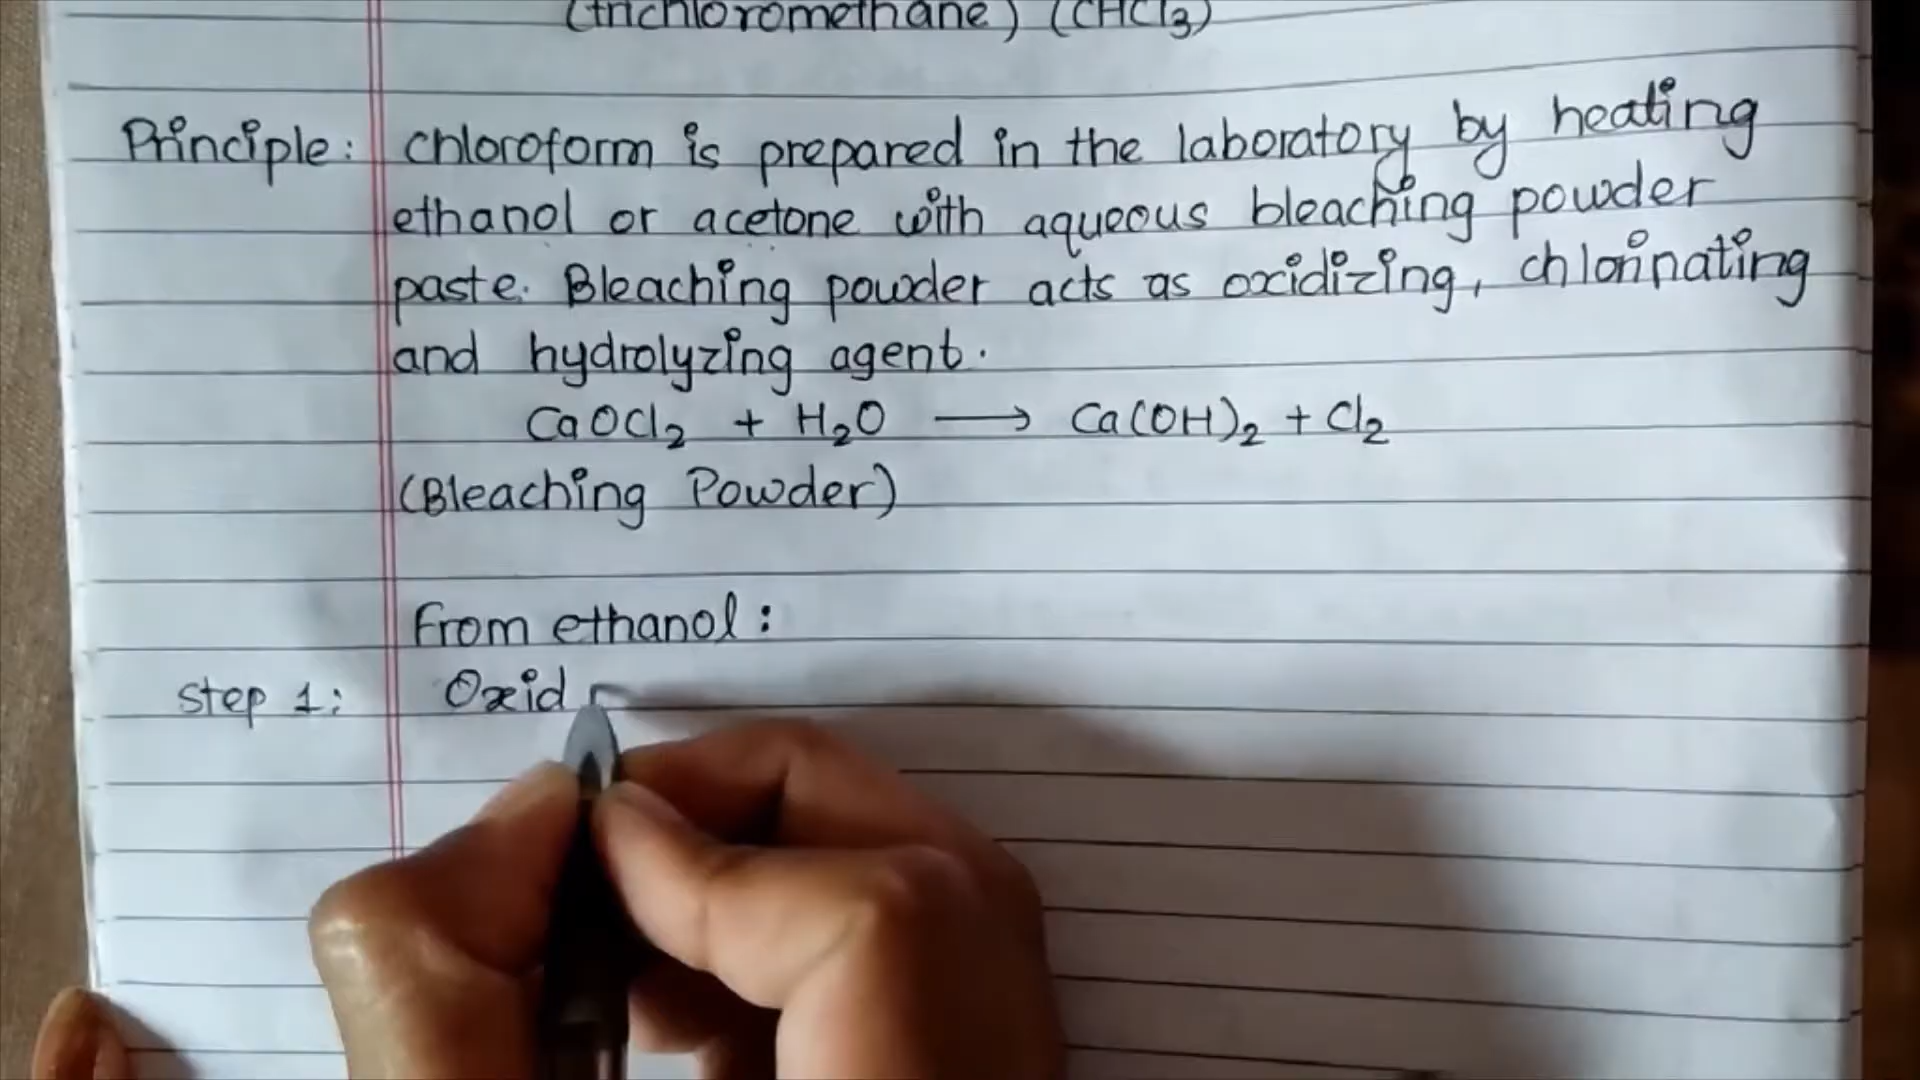 (trichloromethane) (CHCl3)
Principle: chloroform is prepared in the laboratory by heating
ethanol or acetone with aqueous bleaching powder
paste. Bleaching powder acts as oxidizing, chlorinating
and hydrolyzing agent.
CaOCl2 + H2O ⟶ Ca(OH)2 + Cl2
(Bleaching Powder)
From ethanol:
Step 1: Oxid